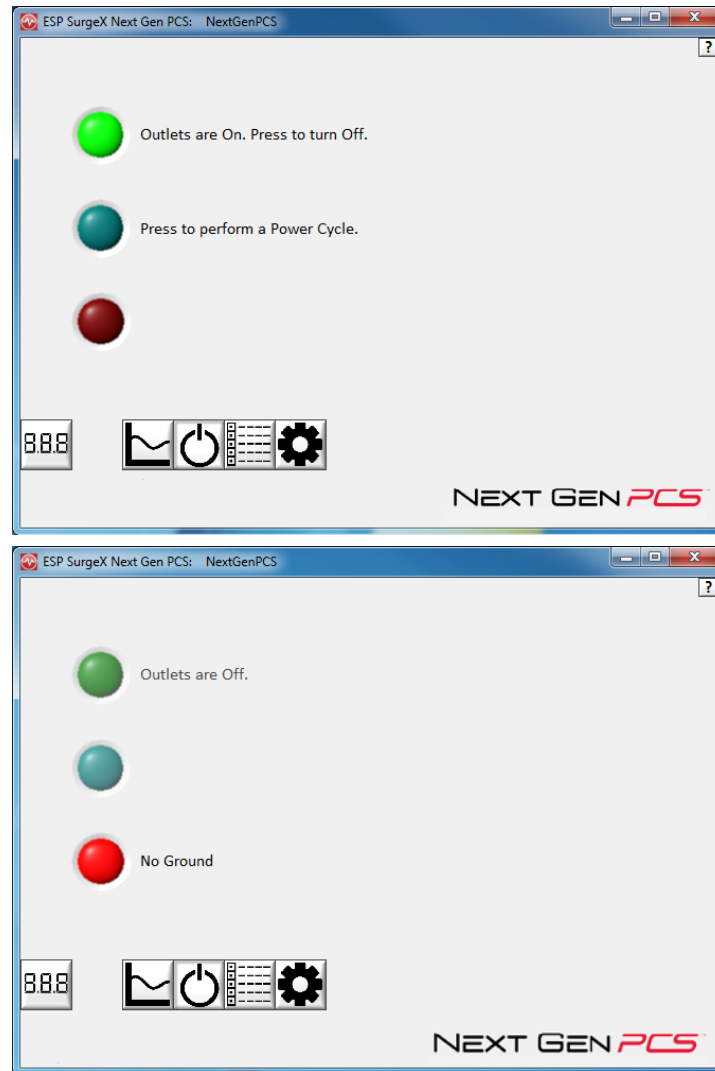 ESP SurgeX Next Gen PCS: NextGenPCS
?
Outlets are On. Press to turn Off.
Press to perform a Power Cycle.
8.8.8
NEXT GEN PCS
ESP SurgeX Next Gen PCS: NextGenPCS
?
Outlets are Off.
No Ground
8.8.8
NEXT GEN PCS